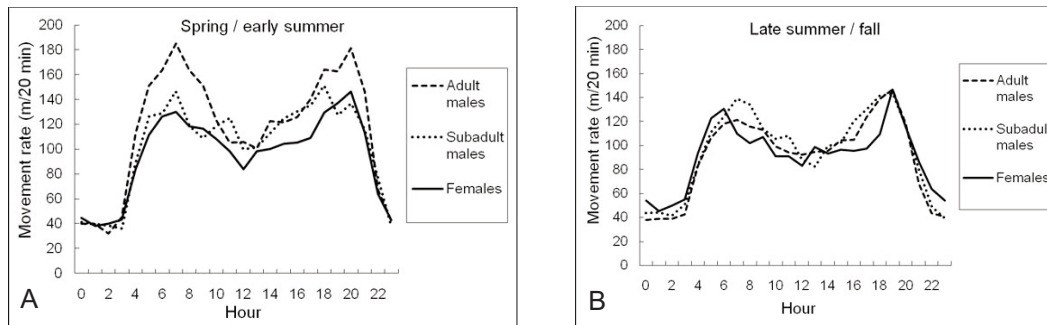 Spring / early summer
Movement rate (m/20 min)
200
180
160
140
120
100
80
60
40
20
0
0 2 4 6 8 10 12 14 16 18 20 22
Hour
A
Adult
males
Subadult
males
Females
Late summer / fall
Movement rate (m/20 min)
200
180
160
140
120
100
80
60
40
20
0
0 2 4 6 8 10 12 14 16 18 20 22
Hour
B
Adult
males
Subadult
males
Females